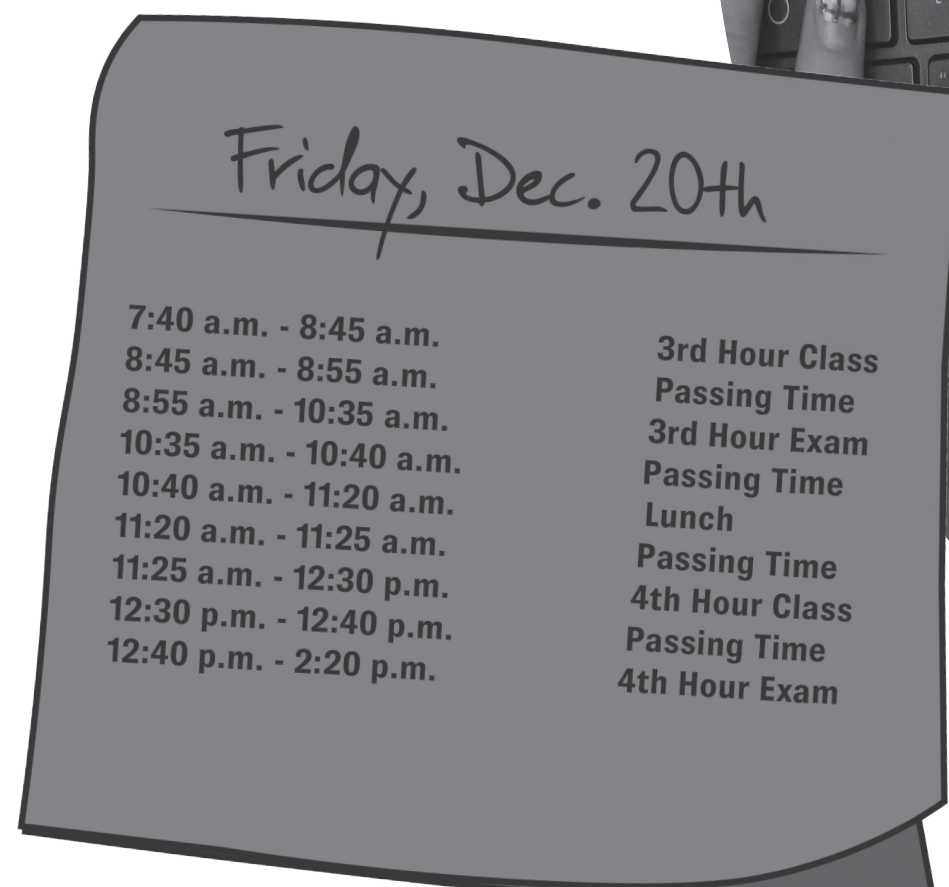 Friday, Dec. 20th
7:40 a.m. - 8:45 a.m. 3rd Hour Class
8:45 a.m. - 8:55 a.m. Passing Time
8:55 a.m. - 10:35 a.m. 3rd Hour Exam
10:35 a.m. - 10:40 a.m. Passing Time
10:40 a.m. - 11:20 a.m. Lunch
11:20 a.m. - 11:25 a.m. Passing Time
11:25 a.m. - 12:30 p.m. 4th Hour Class
12:30 p.m. - 12:40 p.m. Passing Time
12:40 p.m. - 2:20 p.m. 4th Hour Exam